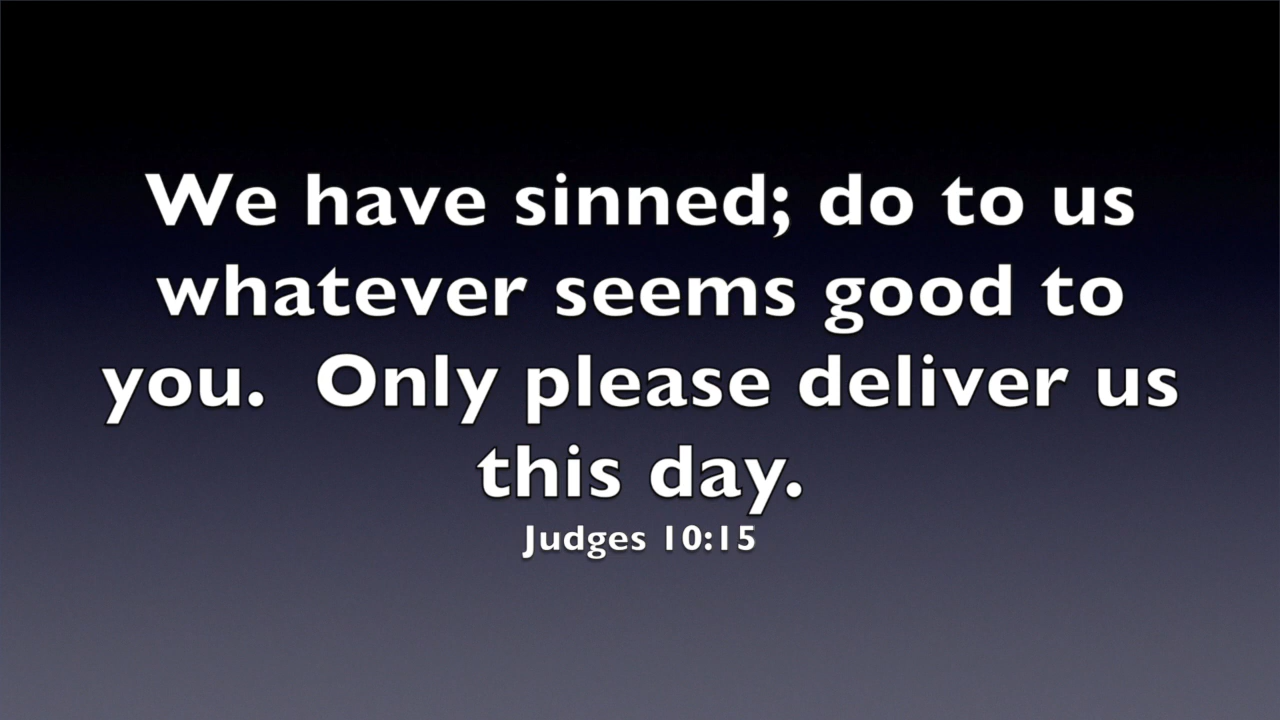 We have sinned; do to us
whatever seems good to
you.  Only please deliver us
this day.
Judges 10:15